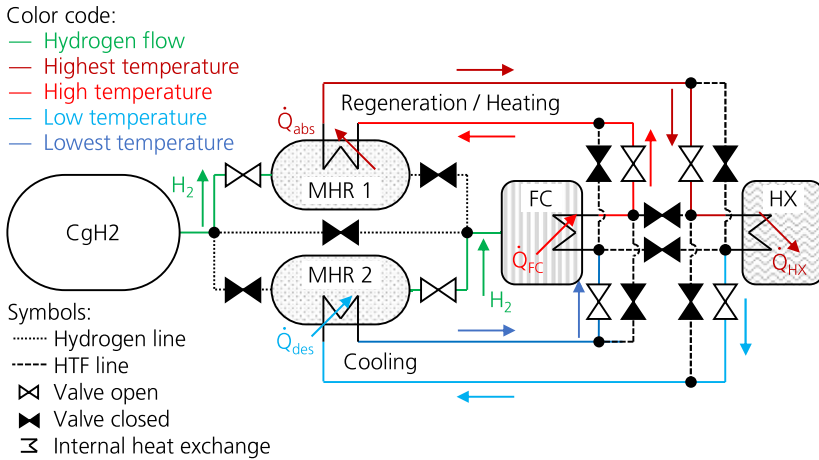 Color code:
Hydrogen flow
Highest temperature
High temperature
Low temperature
Lowest temperature
Regeneration / Heating
Q̇abs
H2
MHR 1
CgH2
FC
HX
Q̇FC
Q̇HX
MHR 2
H2
Q̇des
Cooling
Symbols:
Hydrogen line
HTF line
Valve open
Valve closed
Internal heat exchange